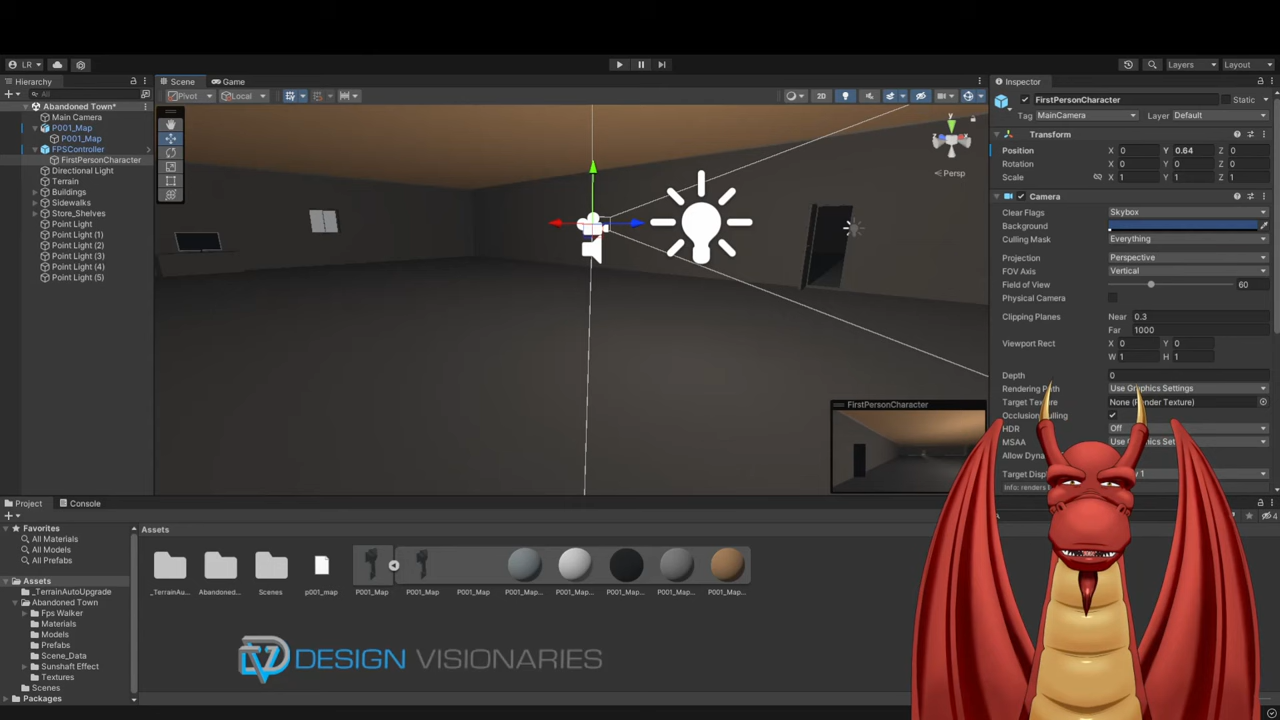 LR
Layers
Layout
Hierarchy
All
Abandoned Town*
Main Camera
P001_Map
P001_Map
FPSController
FirstPersonCharacter
Directional Light
Terrain
Buildings
Sidewalks
Store_Shelves
Point Light
Point Light (1)
Point Light (2)
Point Light (3)
Point Light (4)
Point Light (5)
Scene
Game
Pivot
Local
2D
y
x
z
Persp
FirstPersonCharacter
Inspector
FirstPersonCharacter
Static
Tag MainCamera
Layer Default
Transform
Position X 0 Y 0.64 Z 0
Rotation X 0 Y 0 Z 0
Scale X 1 Y 1 Z 1
Camera
Clear Flags Skybox
Background
Culling Mask Everything
Projection Perspective
FOV Axis Vertical
Field of View 60
Physical Camera
Clipping Planes Near 0.3
Far 1000
Viewport Rect X 0 Y 0
W 1 H 1
Depth 0
Rendering Path Use Graphics Settings
Target Texture None (Render Texture)
Occlusion Culling
HDR Off
MSAA Use Graphics Set
Allow Dyna
Target Displ y 1
Info: renders
Project
Console
Favorites
All Materials
All Models
All Prefabs
Assets
_TerrainAutoUpgrade
Abandoned Town
Fps Walker
Materials
Models
Prefabs
Scene_Data
Sunshaft Effect
Textures
Scenes
Packages
Assets
_TerrainAu...
Abandoned...
Scenes
p001_map
P001_Map
P001_Map
P001_Map
P001_Map...
P001_Map...
P001_Map...
P001_Map...
P001_Map...
4
DV DESIGN VISIONARIES